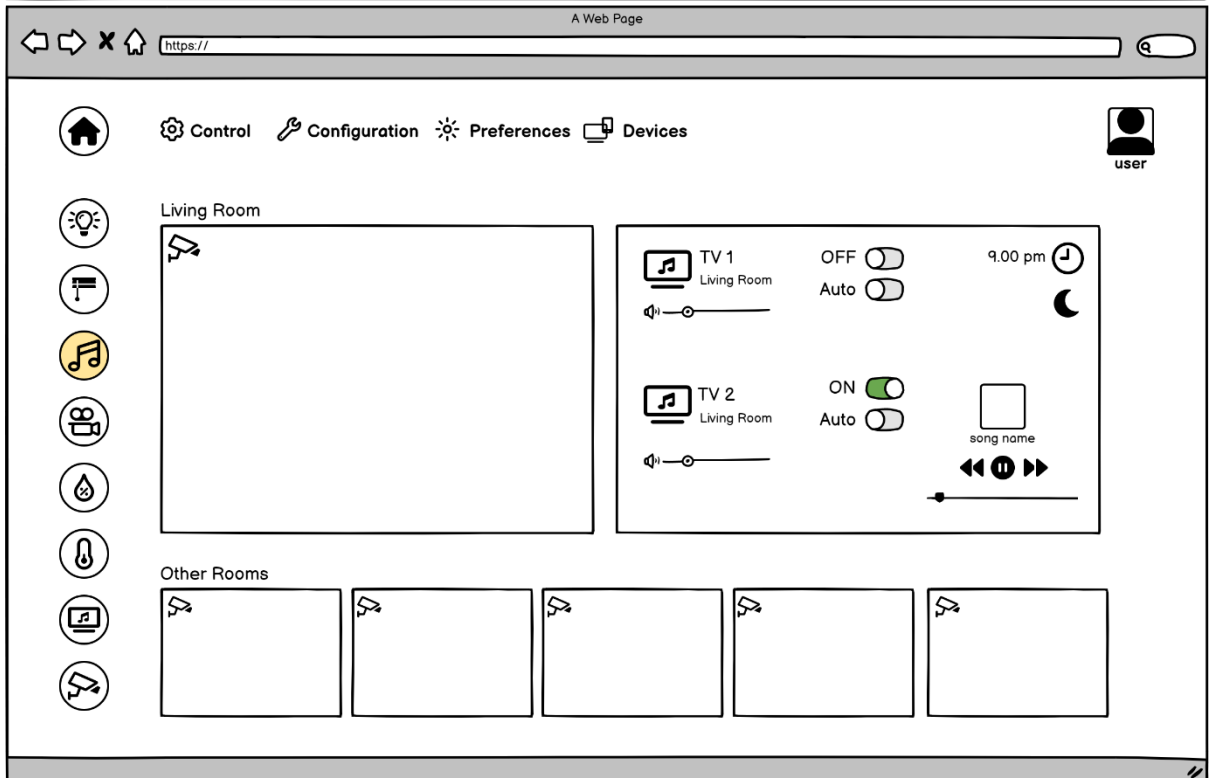 A Web Page
https://
Control Configuration Preferences Devices
user
Living Room
TV 1 OFF 9.00 pm
Living Room Auto
TV 2 ON
Living Room Auto
song name
Other Rooms